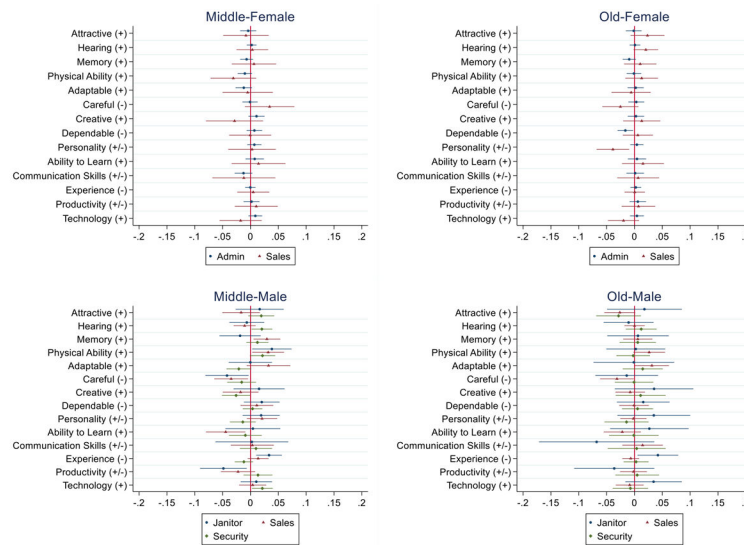 Middle-Female
Attractive (+)
Hearing (+)
Memory (+)
Physical Ability (+)
Adaptable (+)
Careful (-)
Creative (+)
Dependable (-)
Personality (+/-)
Ability to Learn (+)
Communication Skills (+/-)
Experience (-)
Productivity (+/-)
Technology (+)
-.2 -.15 -.1 -.05 0 .05 .1 .15 .2
Admin Sales
Old-Female
Attractive (+)
Hearing (+)
Memory (+)
Physical Ability (+)
Adaptable (+)
Careful (-)
Creative (+)
Dependable (-)
Personality (+/-)
Ability to Learn (+)
Communication Skills (+/-)
Experience (-)
Productivity (+/-)
Technology (+)
-.2 -.15 -.1 -.05 0 .05 .1 .15
Admin Sales
Middle-Male
Attractive (+)
Hearing (+)
Memory (+)
Physical Ability (+)
Adaptable (+)
Careful (-)
Creative (+)
Dependable (-)
Personality (+/-)
Ability to Learn (+)
Communication Skills (+/-)
Experience (-)
Productivity (+/-)
Technology (+)
-.2 -.15 -.1 -.05 0 .05 .1 .15 .2
Janitor Sales
Security
Old-Male
Attractive (+)
Hearing (+)
Memory (+)
Physical Ability (+)
Adaptable (+)
Careful (-)
Creative (+)
Dependable (-)
Personality (+/-)
Ability to Learn (+)
Communication Skills (+/-)
Experience (-)
Productivity (+/-)
Technology (+)
-.2 -.15 -.1 -.05 0 .05 .1 .15
Janitor Sales
Security